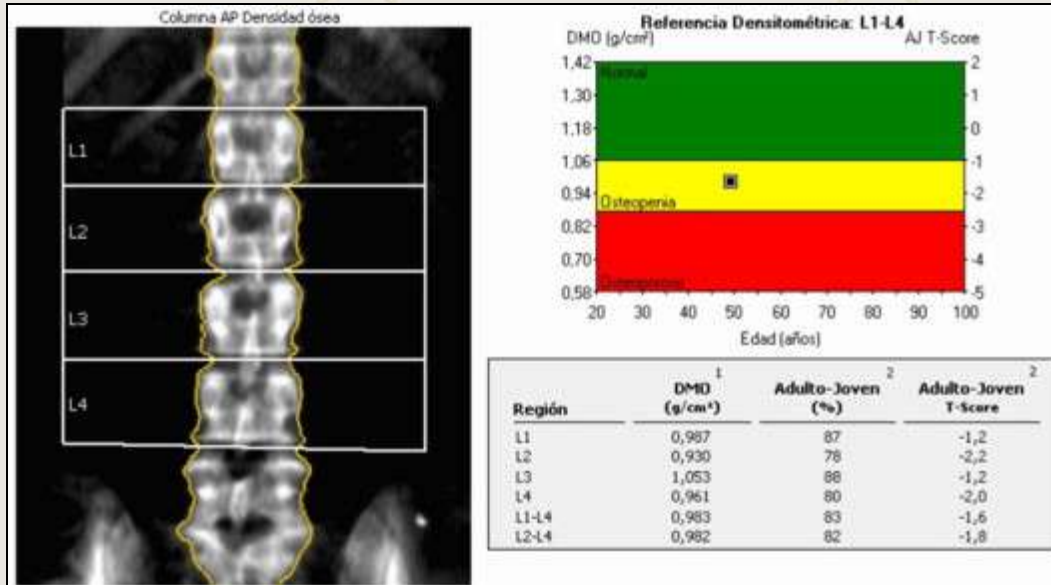 Columna AP Densidad ósea
L1
L2
L3
L4
Referencia Densitométrica: L1-L4
DMO (g/cm²) AJ T-Score
Normal
Osteopenia
Osteoporosis
1,42
1,30
1,18
1,06
0,94
0,82
0,70
0,58
2
1
0
-1
-2
-3
-4
-5
20 30 40 50 60 70 80 90 100
Edad (años)
1 2 2
DMO Adulto-Joven Adulto-Joven
Región (g/cm²) (%) T-Score
L1 0,987 87 -1,2
L2 0,930 78 -2,2
L3 1,053 88 -1,2
L4 0,961 80 -2,0
L1-L4 0,983 83 -1,6
L2-L4 0,982 82 -1,8